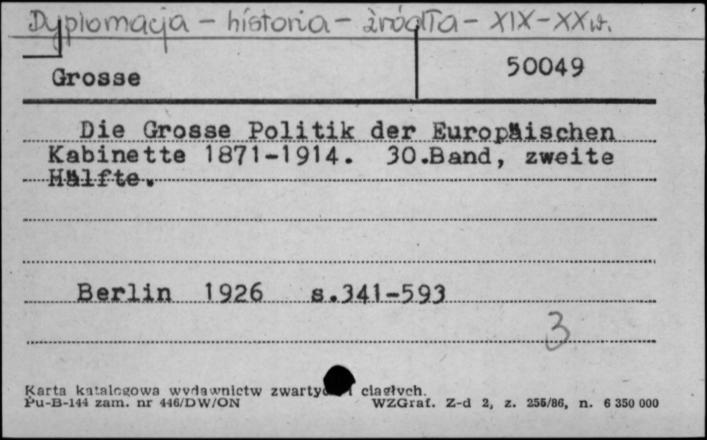 Dyplomacja - historia - źródła - XIX-XX w.
Grosse
50049
Die Grosse Politik der Europäischen
Kabinette 1871-1914. 30.Band, zweite
Hälfte.
Berlin 1926 s.341-593
3
Karta katalogowa wydawnictw zwartych i ciągłych.
Pu-B-144 zam. nr 446/DW/ON WZGraf. Z-d 2, z. 256/86, n. 6 350 000